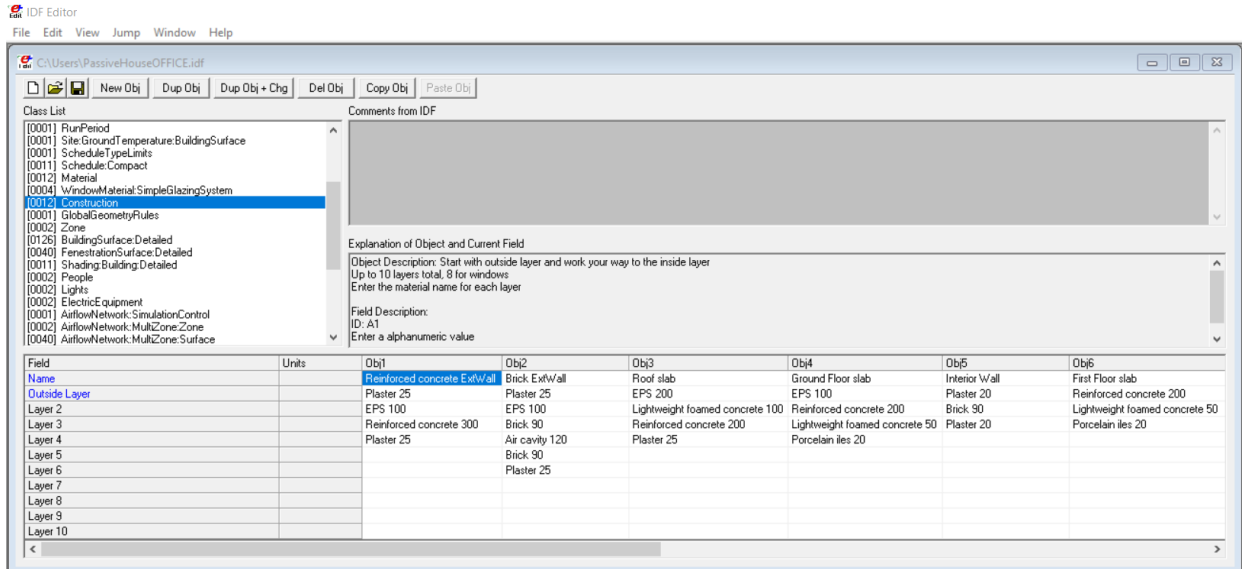 IDF Editor
File Edit View Jump Window Help
C:\Users\PassiveHouseOFFICE.idf
New Obj Dup Obj Dup Obj + Chg Del Obj Copy Obj Paste Obj
Class List Comments from IDF
[0001] RunPeriod
[0001] Site:GroundTemperature:BuildingSurface
[0001] ScheduleTypeLimits
[0011] Schedule:Compact
[0012] Material
[0004] WindowMaterial:SimpleGlazingSystem
[0012] Construction
[0001] GlobalGeometryRules
[0002] Zone
[0126] BuildingSurface:Detailed
[0040] FenestrationSurface:Detailed
[0011] Shading:Building:Detailed
[0002] People
[0002] Lights
[0002] ElectricEquipment
[0001] AirflowNetwork:SimulationControl
[0002] AirflowNetwork:MultiZone:Zone
[0040] AirflowNetwork:MultiZone:Surface
Explanation of Object and Current Field
Object Description: Start with outside layer and work your way to the inside layer
Up to 10 layers total, 8 for windows
Enter the material name for each layer
Field Description:
ID: A1
Enter a alphanumeric value
Field Units Obj1 Obj2 Obj3 Obj4 Obj5 Obj6
Name Reinforced concrete ExtWall Brick ExtWall Roof slab Ground Floor slab Interior Wall First Floor slab
Outside Layer Plaster 25 Plaster 25 EPS 200 EPS 100 Plaster 20 Reinforced concrete 200
Layer 2 EPS 100 EPS 100 Lightweight foamed concrete 100 Reinforced concrete 200 Brick 90 Lightweight foamed concrete 50
Layer 3 Reinforced concrete 300 Brick 90 Reinforced concrete 200 Lightweight foamed concrete 50 Plaster 20 Porcelain iles 20
Layer 4 Plaster 25 Air cavity 120 Plaster 25 Porcelain iles 20
Layer 5 Brick 90
Layer 6 Plaster 25
Layer 7
Layer 8
Layer 9
Layer 10